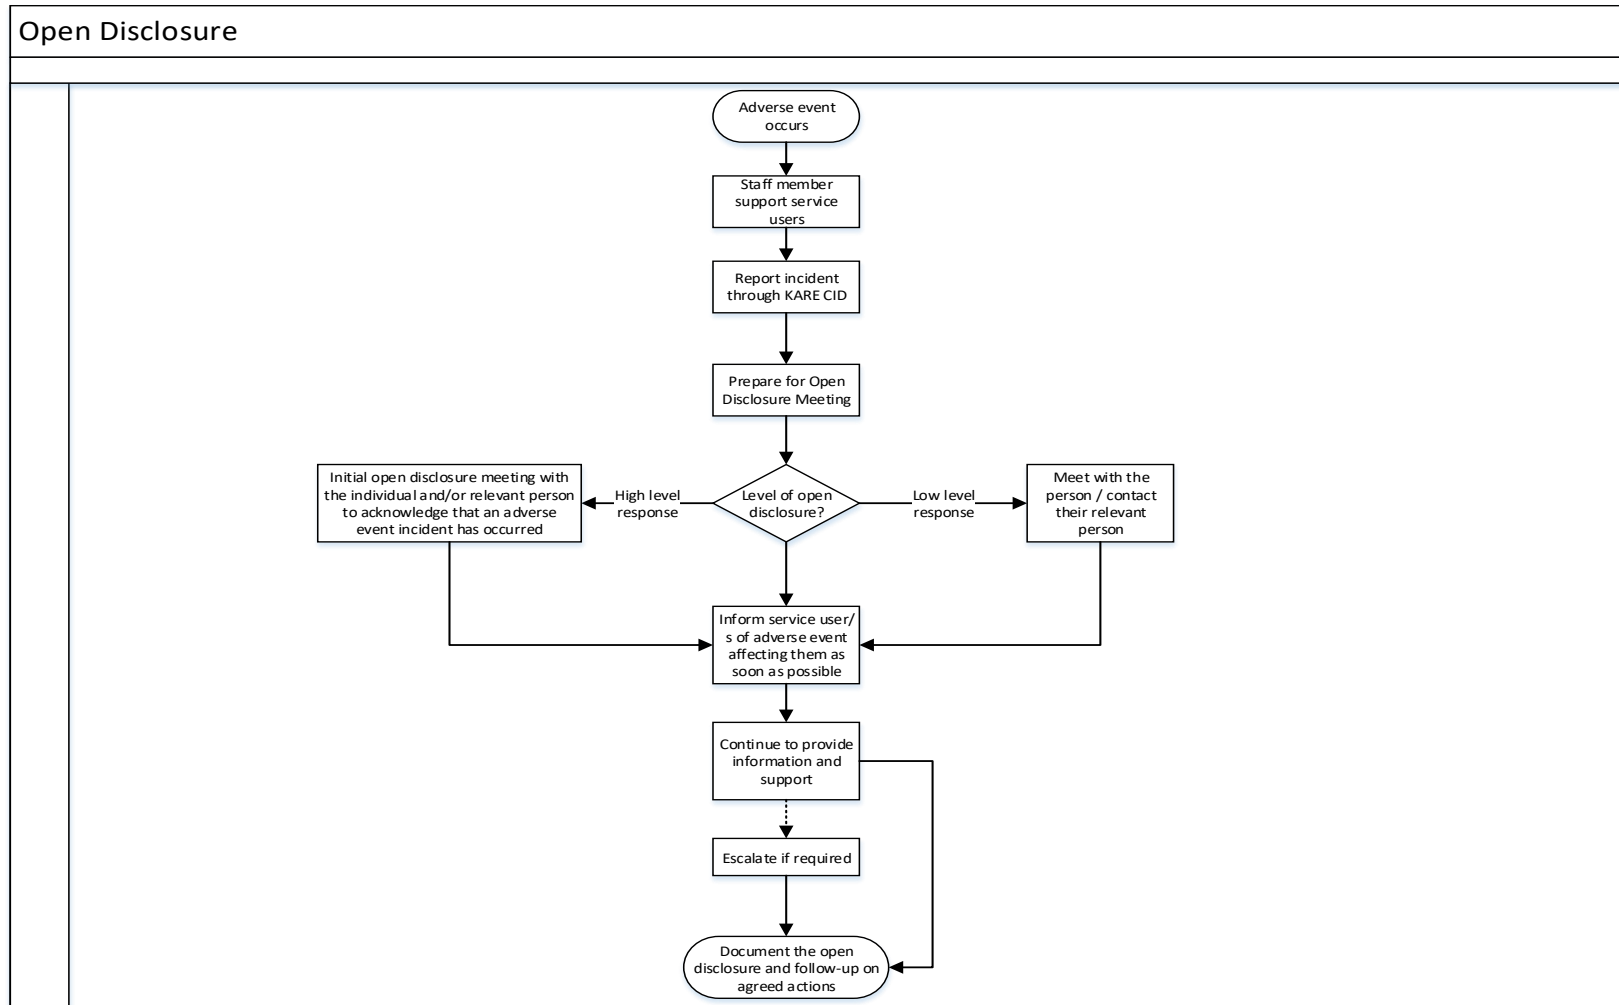 Open Disclosure
Adverse event
occurs
Staff member
support service
users
Report incident
through KARE CID
Prepare for Open
Disclosure Meeting
Initial open disclosure meeting with
the individual and/or relevant person
to acknowledge that an adverse
event incident has occurred
High level
response
Level of open
disclosure?
Low level
response
Meet with the
person / contact
their relevant
person
Inform service user/
s of adverse event
affecting them as
soon as possible
Continue to provide
information and
support
Escalate if required
Document the open
disclosure and follow-up on
agreed actions